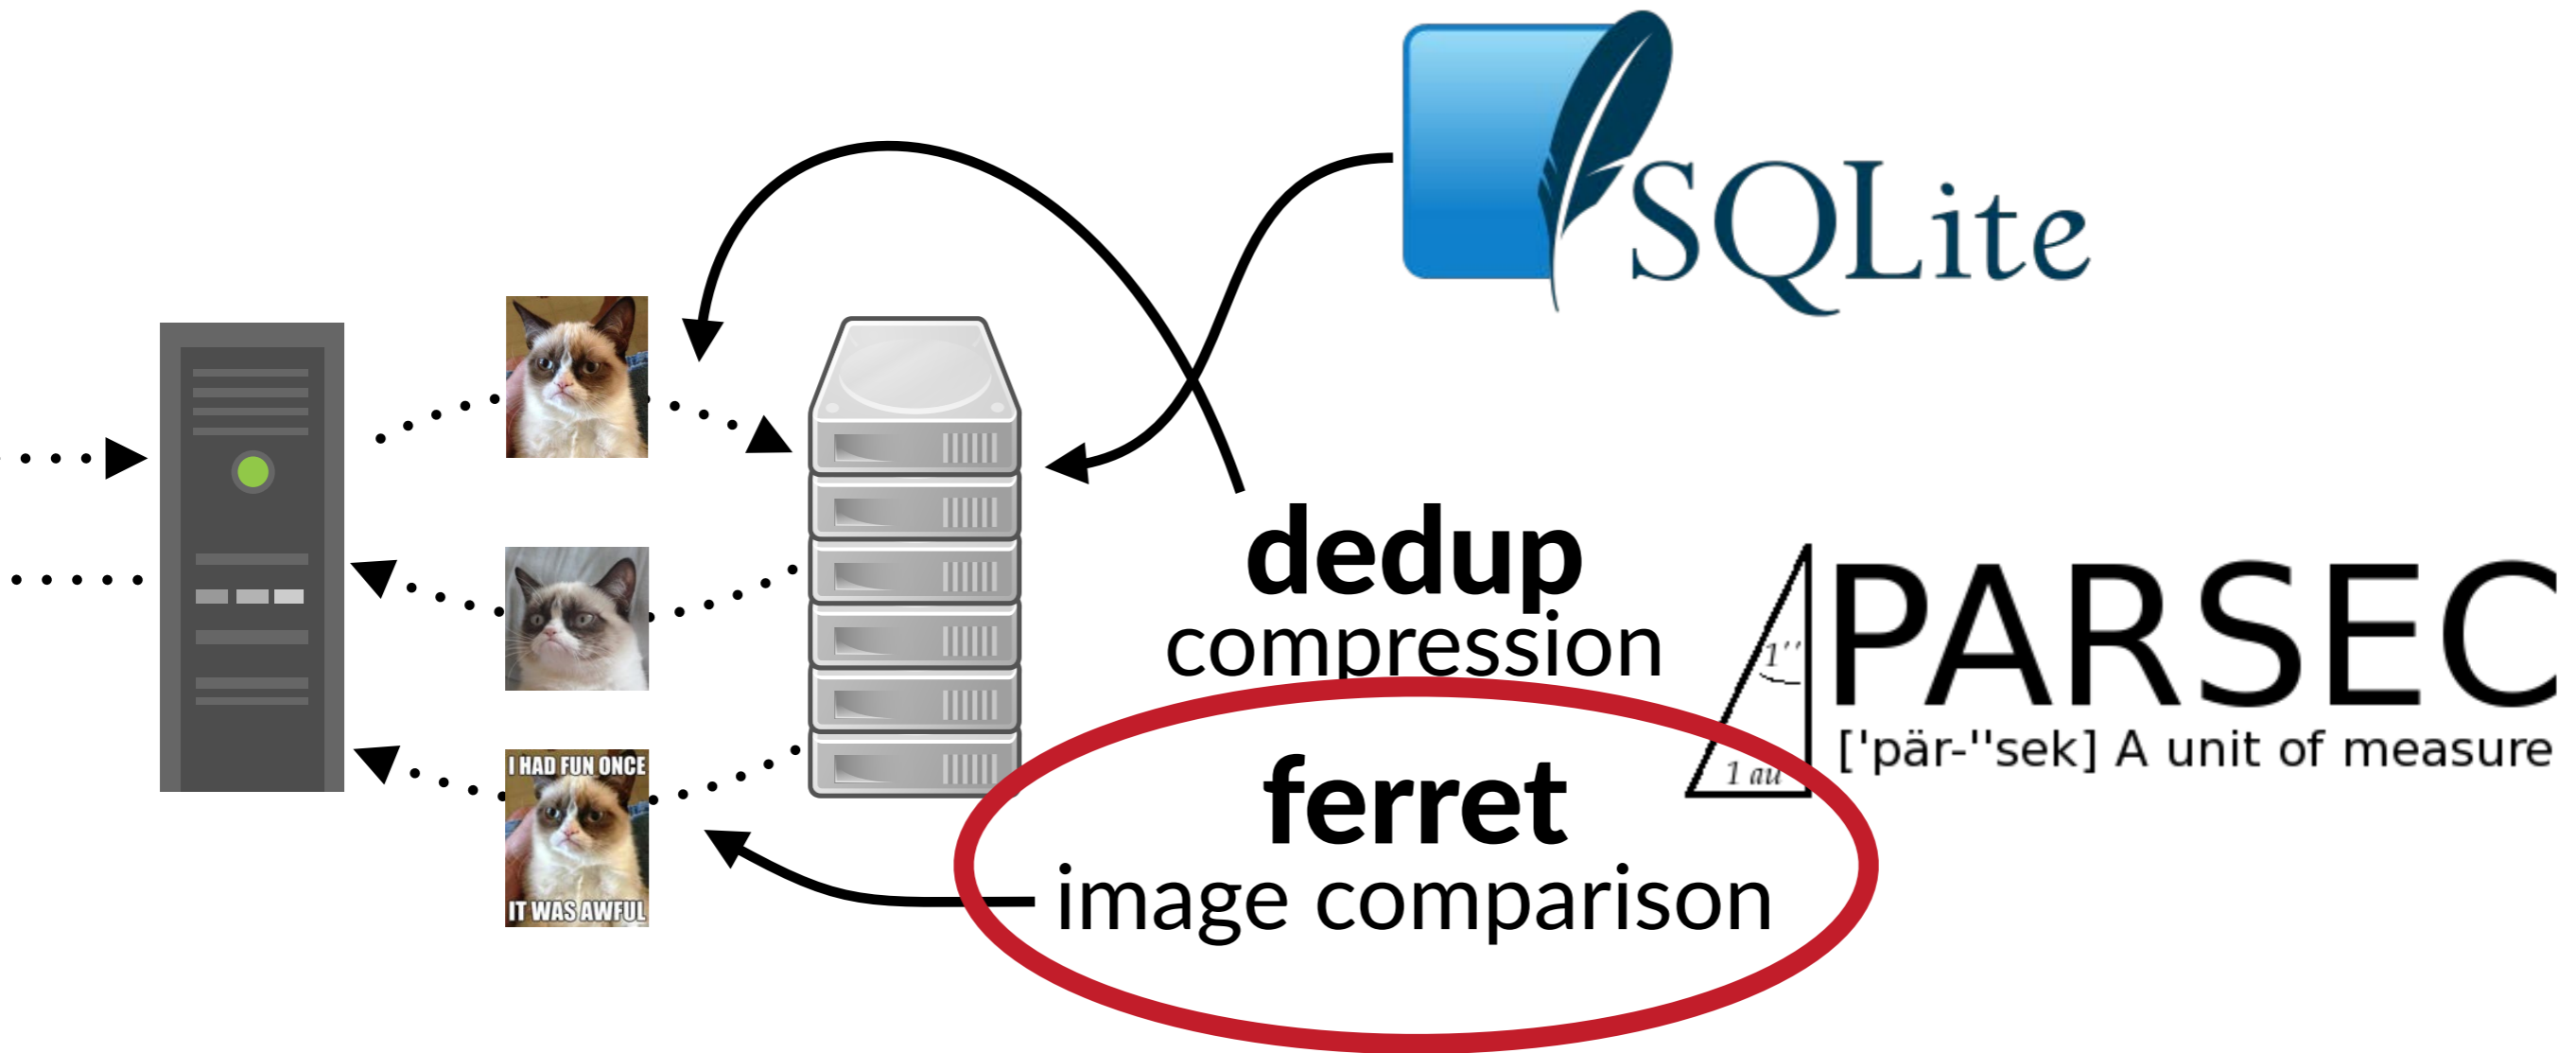 SQLite
dedup
compression
1''
PARSEC
['pär-''sek] A unit of measure
1 au
I HAD FUN ONCE
IT WAS AWFUL
ferret
image comparison